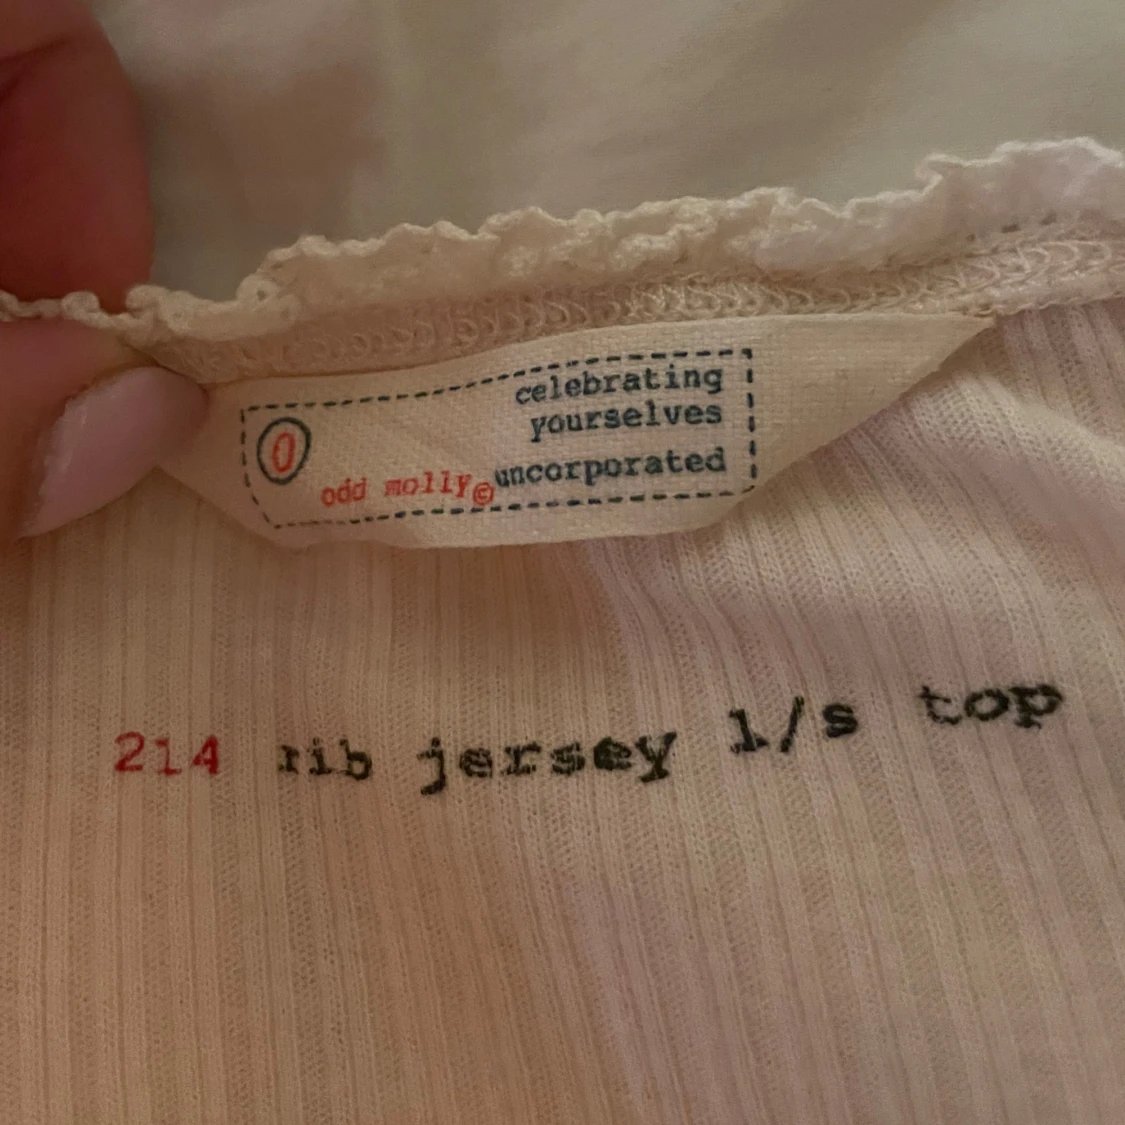 celebrating
yourselves
uncorporated
0
odd molly©
214 rib jersey l/s top